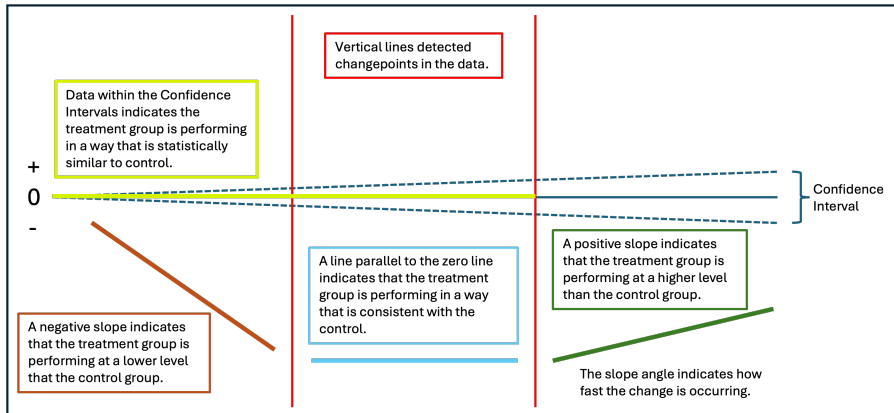 Vertical lines detected
changepoints in the data.
Data within the Confidence
Intervals indicates the
treatment group is performing
in a way that is statistically
similar to control.
+
0
-
Confidence
Interval
A line parallel to the zero line
indicates that the treatment
group is performing in a way
that is consistent with the
control.
A positive slope indicates
that the treatment group is
performing at a higher level
than the control group.
A negative slope indicates
that the treatment group is
performing at a lower level
that the control group.
The slope angle indicates how
fast the change is occurring.